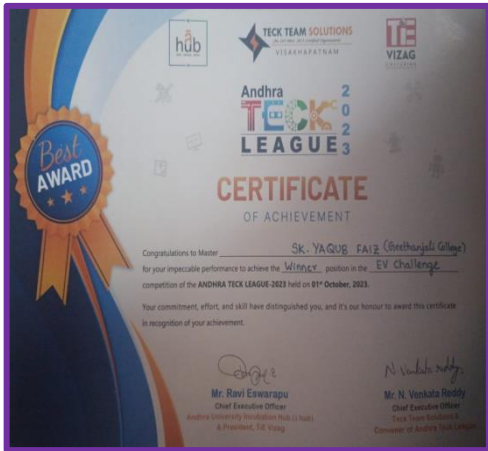 hub
TECK TEAM SOLUTIONS
VISAKHAPATNAM
TiE
VIZAG
Andhra
TECK
LEAGUE
2023
Best
AWARD
CERTIFICATE
OF ACHIEVEMENT
Congratulations to Master SK. YAQUB FAIZ (Geethanjali College)
for your impeccable performance to achieve the Winner position in the EV Challenge
competition of the ANDHRA TECK LEAGUE-2023 held on 01st October, 2023.
Your commitment, effort, and skill have distinguished you, and it's our honour to award this certificate
in recognition of your achievement.
N. Venkata reddy
Mr. Ravi Eswarapu
Chief Executive Officer
Andhra University Incubation Hub (a-hub)
& President, TiE Vizag
Mr. N. Venkata Reddy
Chief Executive Officer
Teck Team Solutions &
Convener of Andhra Teck League